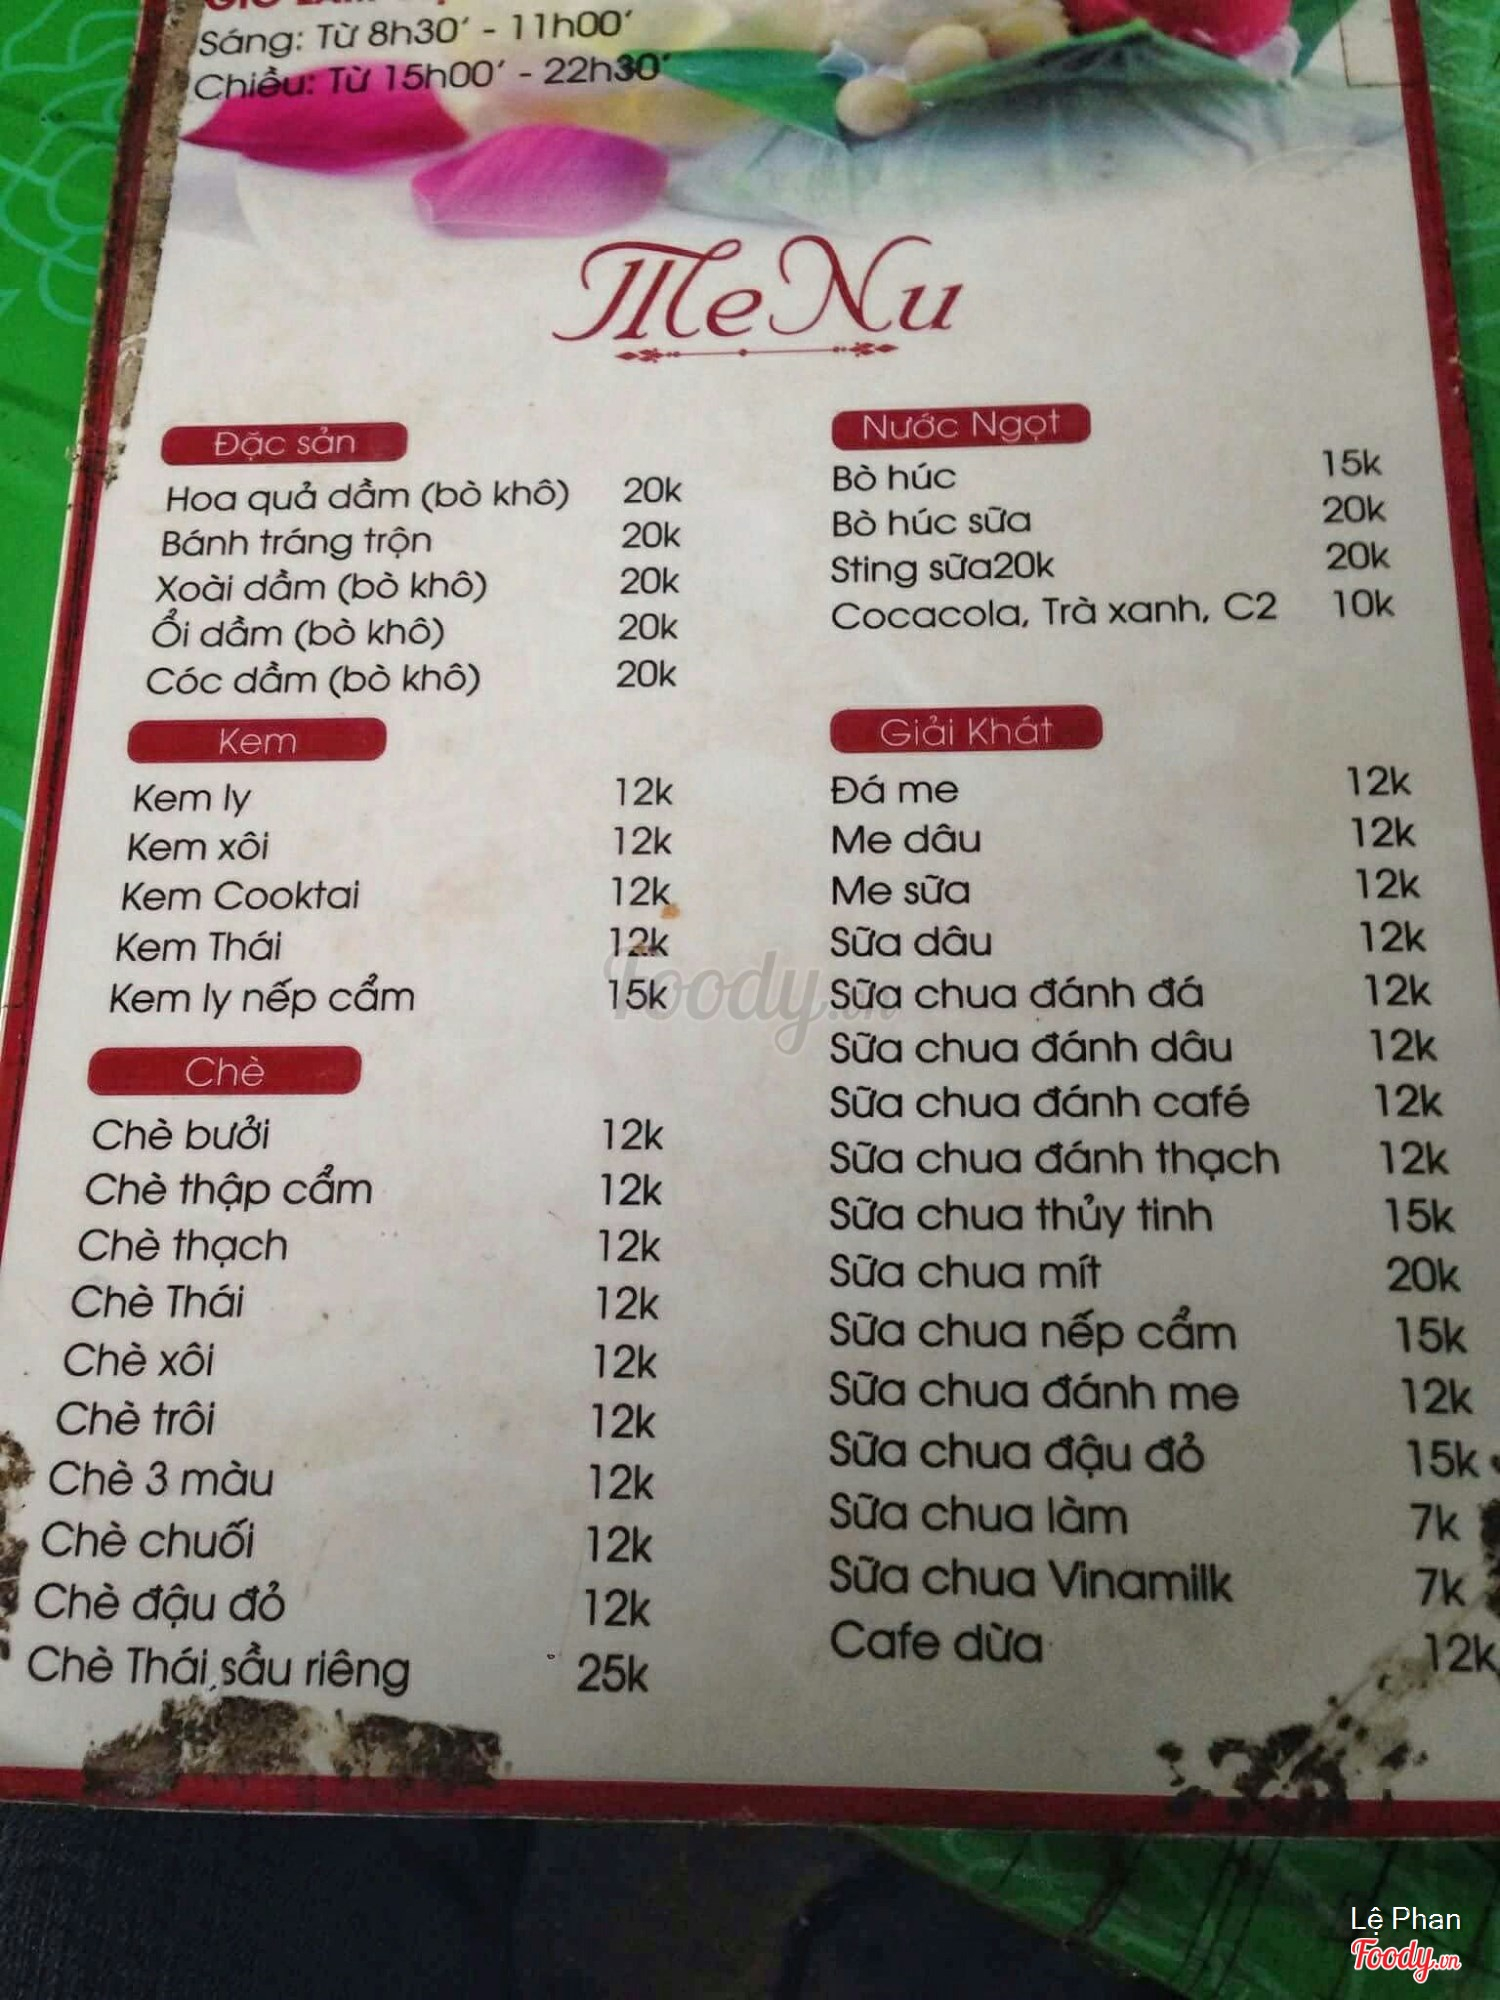 Sáng: Từ 8h30' - 11h00'
Chiều: Từ 15h00' - 22h30'
MeNu
Đặc sản
Hoa quả dầm (bò khô) 20k
Bánh tráng trộn 20k
Xoài dầm (bò khô) 20k
Ổi dầm (bò khô) 20k
Cóc dầm (bò khô) 20k
Kem
Kem ly 12k
Kem xôi 12k
Kem Cooktai 12k
Kem Thái 12k
Kem ly nếp cẩm 15k
Chè
Chè bưởi 12k
Chè thập cẩm 12k
Chè thạch 12k
Chè Thái 12k
Chè xôi 12k
Chè trôi 12k
Chè 3 màu 12k
Chè chuối 12k
Chè đậu đỏ 12k
Chè Thái sầu riêng 25k
Nước Ngọt
Bò húc 15k
Bò húc sữa 20k
Sting sữa20k 20k
Cocacola, Trà xanh, C2 10k
Giải Khát
Đá me 12k
Me dâu 12k
Me sữa 12k
Sữa dâu 12k
Sữa chua đánh đá 12k
Sữa chua đánh dâu 12k
Sữa chua đánh café 12k
Sữa chua đánh thạch 12k
Sữa chua thủy tinh 15k
Sữa chua mít 20k
Sữa chua nếp cẩm 15k
Sữa chua đánh me 12k
Sữa chua đậu đỏ 15k
Sữa chua làm 7k
Sữa chua Vinamilk 7k
Cafe dừa 12k
Foody.vn
Lệ Phan
Foody.vn